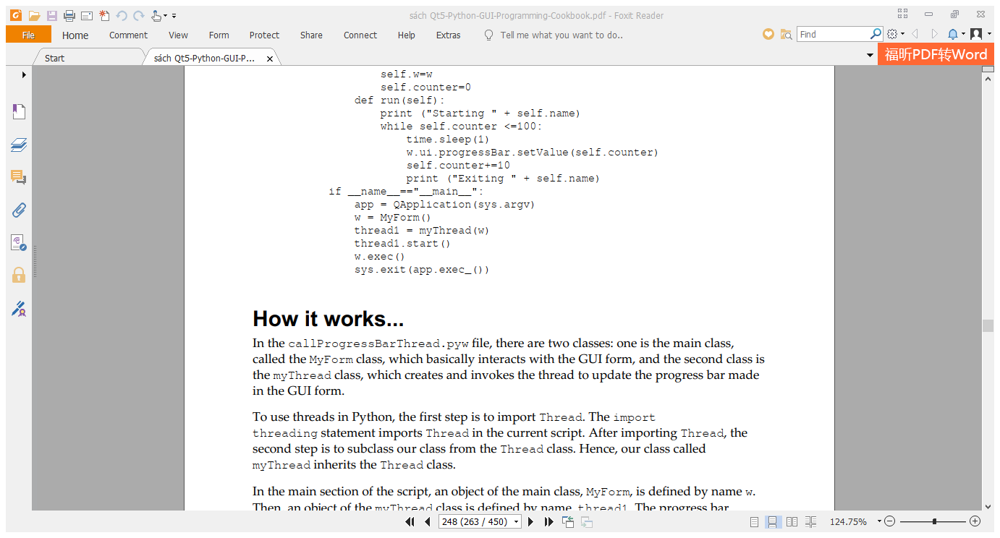 sách Qt5-Python-GUI-Programming-Cookbook.pdf - Foxit Reader
File Home Comment View Form Protect Share Connect Help Extras Tell me what you want to do.. Find
Start sách Qt5-Python-GUI-P... 福昕PDF转Word
self.w=w
self.counter=0
def run(self):
print ("Starting " + self.name)
while self.counter <=100:
time.sleep(1)
w.ui.progressBar.setValue(self.counter)
self.counter+=10
print ("Exiting " + self.name)
if __name__=="__main__":
app = QApplication(sys.argv)
w = MyForm()
thread1 = myThread(w)
thread1.start()
w.exec()
sys.exit(app.exec_())
How it works...
In the callProgressBarThread.pyw file, there are two classes: one is the main class,
called the MyForm class, which basically interacts with the GUI form, and the second class is
the myThread class, which creates and invokes the thread to update the progress bar made
in the GUI form.
To use threads in Python, the first step is to import Thread. The import
threading statement imports Thread in the current script. After importing Thread, the
second step is to subclass our class from the Thread class. Hence, our class called
myThread inherits the Thread class.
In the main section of the script, an object of the main class, MyForm, is defined by name w.
Then, an object of the myThread class is defined by name, thread1. The progress bar
248 (263 / 450) 124.75%